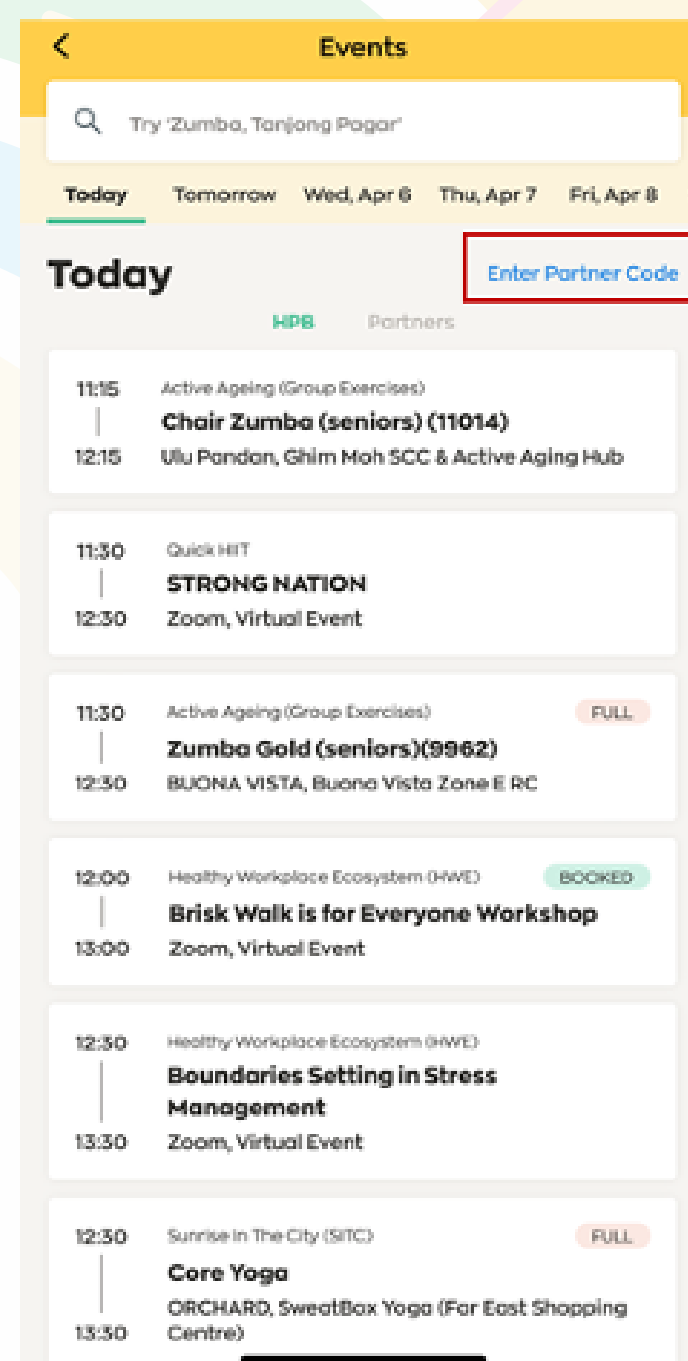 Events
Try 'Zumba, Tanjong Pagar'
Today Tomorrow Wed, Apr 6 Thu, Apr 7 Fri, Apr 8
Today Enter Partner Code
HPB Partners
11:15 Active Ageing (Group Exercises)
Chair Zumba (seniors) (11014)
12:15 Ulu Pandan, Ghim Moh SCC & Active Aging Hub
11:30 Quick HIIT
STRONG NATION
12:30 Zoom, Virtual Event
11:30 Active Ageing (Group Exercises) FULL
Zumba Gold (seniors)(9962)
12:30 BUONA VISTA, Buona Vista Zone E RC
12:00 Healthy Workplace Ecosystem (HWE) BOOKED
Brisk Walk is for Everyone Workshop
13:00 Zoom, Virtual Event
12:30 Healthy Workplace Ecosystem (HWE)
Boundaries Setting in Stress
Management
13:30 Zoom, Virtual Event
12:30 Sunrise In The City (SITC) FULL
Core Yoga
ORCHARD, SweatBox Yoga (Far East Shopping
13:30 Centre)